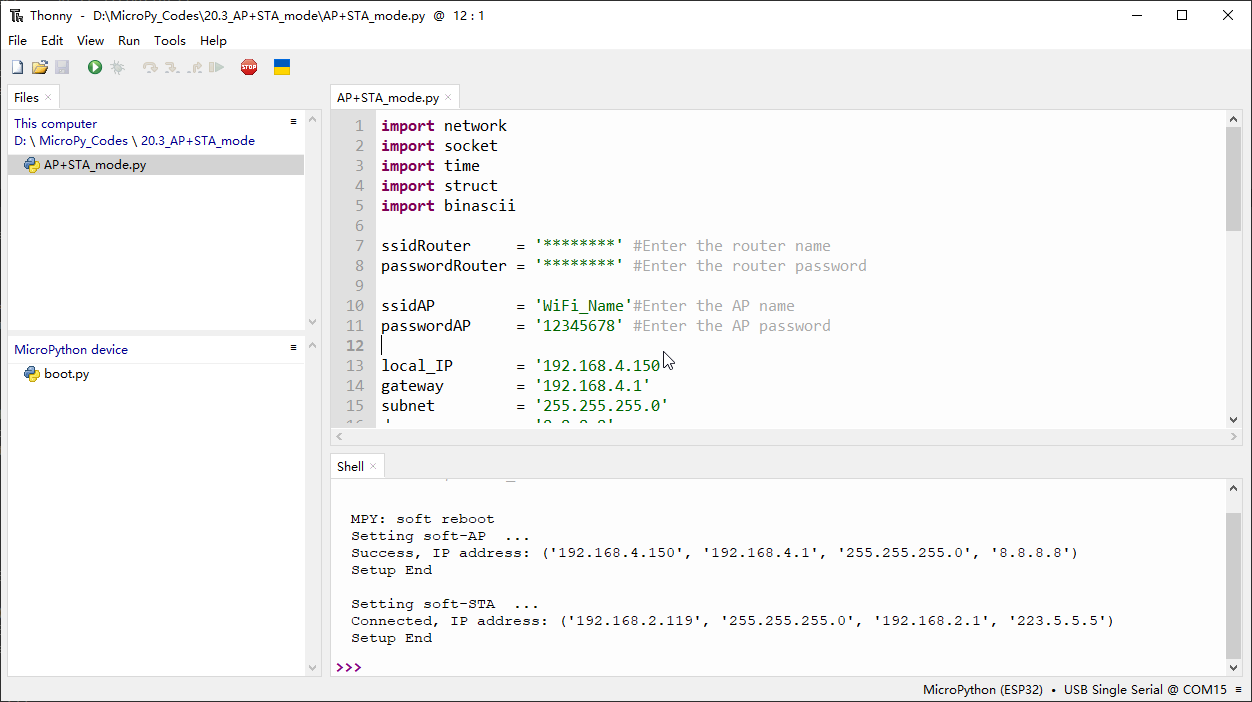 Thonny - D:\MicroPy_Codes\20.3_AP+STA_mode\AP+STA_mode.py @ 12 : 1
File Edit View Run Tools Help
STOP
Files
This computer
D: \ MicroPy_Codes \ 20.3_AP+STA_mode
AP+STA_mode.py
MicroPython device
boot.py
AP+STA_mode.py
1 import network
2 import socket
3 import time
4 import struct
5 import binascii
6
7 ssidRouter     = '********' #Enter the router name
8 passwordRouter = '********' #Enter the router password
9
10 ssidAP         = 'WiFi_Name'#Enter the AP name
11 passwordAP     = '12345678' #Enter the AP password
12
13 local_IP       = '192.168.4.150'
14 gateway        = '192.168.4.1'
15 subnet         = '255.255.255.0'
Shell
MPY: soft reboot
Setting soft-AP  ...
Success, IP address: ('192.168.4.150', '192.168.4.1', '255.255.255.0', '8.8.8.8')
Setup End
Setting soft-STA  ...
Connected, IP address: ('192.168.2.119', '255.255.255.0', '192.168.2.1', '223.5.5.5')
Setup End
>>>
MicroPython (ESP32) • USB Single Serial @ COM15 ≡